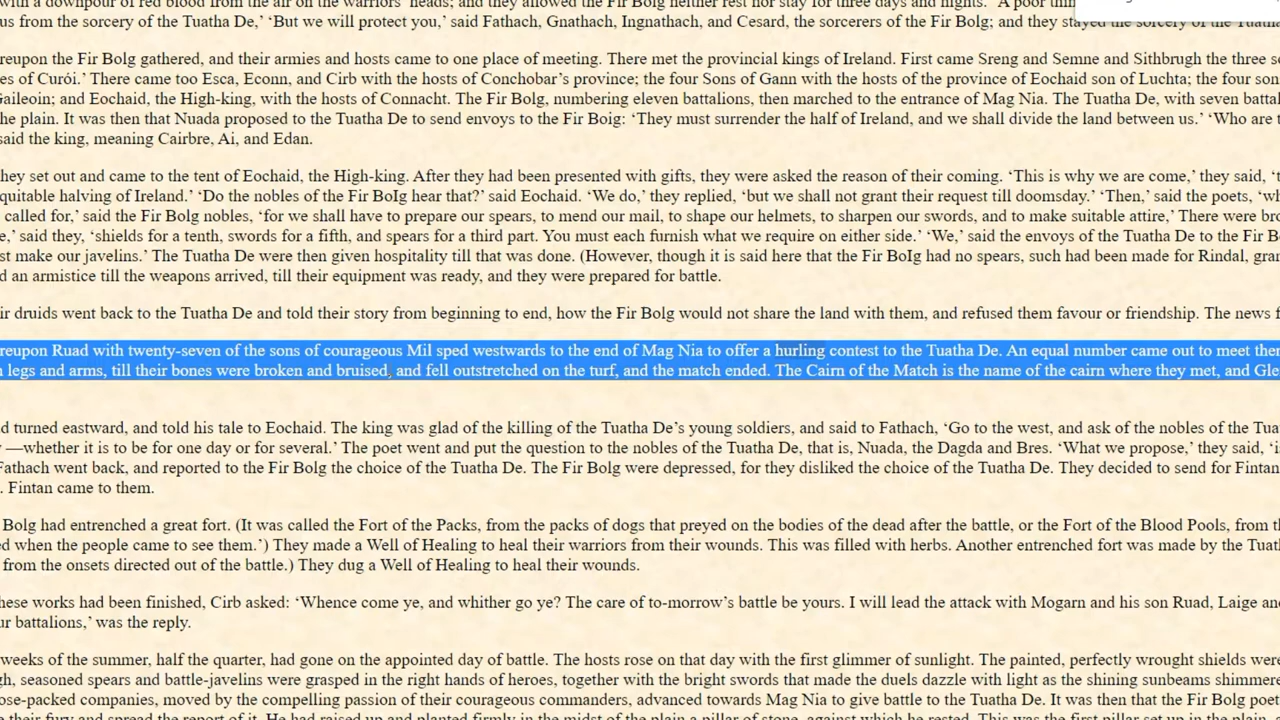 with a downpour of red blood from the air on the warriors' heads; and they allowed the Fir Bolg neither rest nor stay for three days and nights. 'A poor thin
us from the sorcery of the Tuatha De,' 'But we will protect you,' said Fathach, Gnathach, Ingnathach, and Cesard, the sorcerers of the Fir Bolg; and they stayed the sorcery of the Tuatha
reupon the Fir Bolg gathered, and their armies and hosts came to one place of meeting. There met the provincial kings of Ireland. First came Sreng and Semne and Sithbrugh the three s
es of Curói.' There came too Esca, Econn, and Cirb with the hosts of Conchobar's province; the four Sons of Gann with the hosts of the province of Eochaid son of Luchta; the four son
Gaileoin; and Eochaid, the High-king, with the hosts of Connacht. The Fir Bolg, numbering eleven battalions, then marched to the entrance of Mag Nia. The Tuatha De, with seven battal
he plain. It was then that Nuada proposed to the Tuatha De to send envoys to the Fir Boig: 'They must surrender the half of Ireland, and we shall divide the land between us.' 'Who are t
said the king, meaning Cairbre, Ai, and Edan.
hey set out and came to the tent of Eochaid, the High-king. After they had been presented with gifts, they were asked the reason of their coming. 'This is why we are come,' they said, 't
quitable halving of Ireland.' 'Do the nobles of the Fir BoIg hear that?' said Eochaid. 'We do,' they replied, 'but we shall not grant their request till doomsday.' 'Then,' said the poets, 'wh
called for,' said the Fir Bolg nobles, 'for we shall have to prepare our spears, to mend our mail, to shape our helmets, to sharpen our swords, and to make suitable attire,' There were bro
e,' said they, 'shields for a tenth, swords for a fifth, and spears for a third part. You must each furnish what we require on either side.' 'We,' said the envoys of the Tuatha De to the Fir B
st make our javelins.' The Tuatha De were then given hospitality till that was done. (However, though it is said here that the Fir BoIg had no spears, such had been made for Rindal, gran
d an armistice till the weapons arrived, till their equipment was ready, and they were prepared for battle.
ir druids went back to the Tuatha De and told their story from beginning to end, how the Fir Bolg would not share the land with them, and refused them favour or friendship. The news f
reupon Ruad with twenty-seven of the sons of courageous Mil sped westwards to the end of Mag Nia to offer a hurling contest to the Tuatha De. An equal number came out to meet them
n legs and arms, till their bones were broken and bruised, and fell outstretched on the turf, and the match ended. The Cairn of the Match is the name of the cairn where they met, and Gle
d turned eastward, and told his tale to Eochaid. The king was glad of the killing of the Tuatha De's young soldiers, and said to Fathach, 'Go to the west, and ask of the nobles of the Tua
—whether it is to be for one day or for several.' The poet went and put the question to the nobles of the Tuatha De, that is, Nuada, the Dagda and Bres. 'What we propose,' they said, 'is
Fathach went back, and reported to the Fir Bolg the choice of the Tuatha De. The Fir Bolg were depressed, for they disliked the choice of the Tuatha De. They decided to send for Fintan
. Fintan came to them.
Bolg had entrenched a great fort. (It was called the Fort of the Packs, from the packs of dogs that preyed on the bodies of the dead after the battle, or the Fort of the Blood Pools, from t
ed when the people came to see them.') They made a Well of Healing to heal their warriors from their wounds. This was filled with herbs. Another entrenched fort was made by the Tuat
from the onsets directed out of the battle.) They dug a Well of Healing to heal their wounds.
hese works had been finished, Cirb asked: 'Whence come ye, and whither go ye? The care of to-morrow's battle be yours. I will lead the attack with Mogarn and his son Ruad, Laige and
ur battalions,' was the reply.
weeks of the summer, half the quarter, had gone on the appointed day of battle. The hosts rose on that day with the first glimmer of sunlight. The painted, perfectly wrought shields were
gh, seasoned spears and battle-javelins were grasped in the right hands of heroes, together with the bright swords that made the duels dazzle with light as the shining sunbeams shimmere
ose-packed companies, moved by the compelling passion of their courageous commanders, advanced towards Mag Nia to give battle to the Tuatha De. It was then that the Fir Bolg poet
e their fury and spread the report of it. He had raised up and planted firmly in the midst of the plain a pillar of stone, against which he rested. This was the first pillar set up in the plain